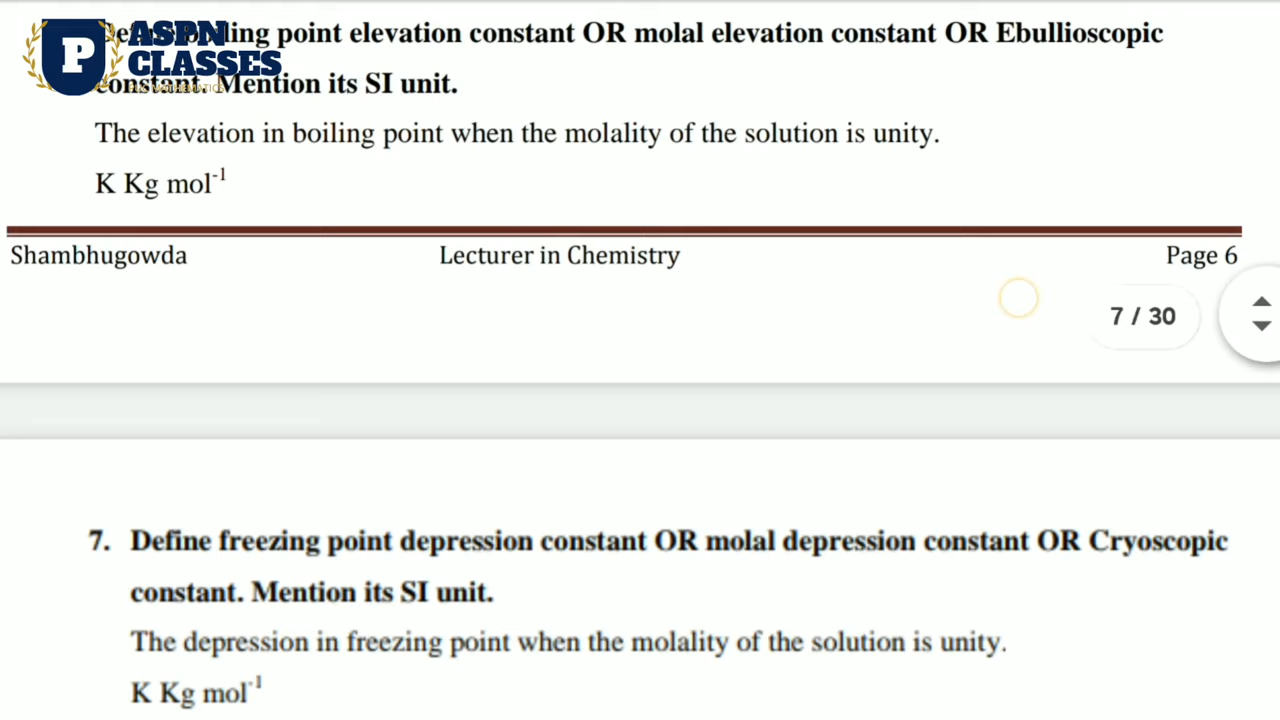 ASPN
CLASSES
P
ling point elevation constant OR molal elevation constant OR Ebullioscopic
constant. Mention its SI unit.
The elevation in boiling point when the molality of the solution is unity.
K Kg mol-1
Shambhugowda Lecturer in Chemistry Page 6
7 / 30
7. Define freezing point depression constant OR molal depression constant OR Cryoscopic
constant. Mention its SI unit.
The depression in freezing point when the molality of the solution is unity.
K Kg mol-1